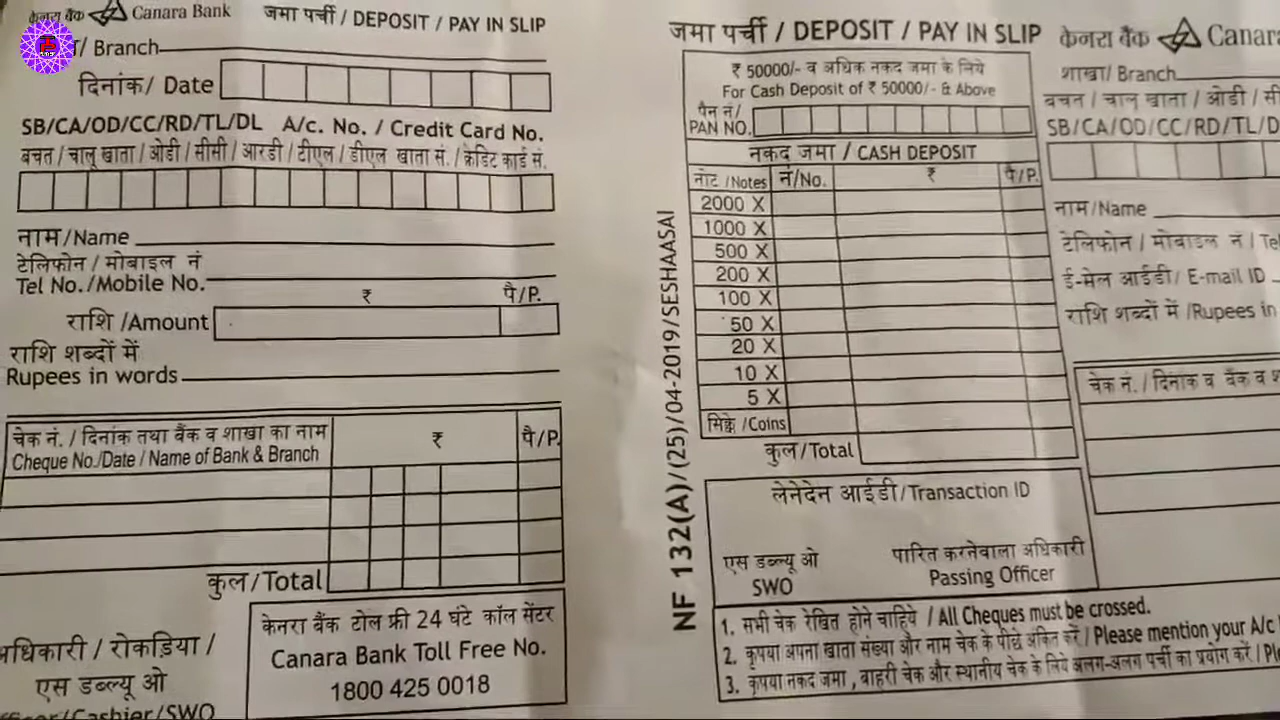 केनरा बैंक Canara Bank
जमा पर्ची / DEPOSIT / PAY IN SLIP
/ Branch
दिनांक/ Date
SB/CA/OD/CC/RD/TL/DL A/c. No. / Credit Card No.
बचत / चालू खाता / ओडी / सीसी / आरडी / टीएल / डीएल खाता सं. / क्रेडिट कार्ड सं.
नाम/Name
टेलिफोन / मोबाइल नं
Tel No./Mobile No.
₹ पै/P.
राशि /Amount
राशि शब्दों में
Rupees in words
चेक नं. / दिनांक तथा बैंक व शाखा का नाम ₹ पै/P.
Cheque No./Date / Name of Bank & Branch
कुल/Total
अधिकारी / रोकड़िया /
एस डब्ल्यू ओ
/Cashier/SWO
केनरा बैंक टोल फ्री 24 घंटे कॉल सेंटर
Canara Bank Toll Free No.
1800 425 0018
NF 132(A)/(25)/04-2019/SESHAASAI
जमा पर्ची / DEPOSIT / PAY IN SLIP
₹ 50000/- व अधिक नकद जमा के लिये
For Cash Deposit of ₹ 50000/- & Above
पैन नं/
PAN NO.
नकद जमा / CASH DEPOSIT
नोट /Notes नं/No. ₹ पै/P.
2000 X
1000 X
500 X
200 X
100 X
50 X
20 X
10 X
5 X
सिक्के /Coins
कुल/Total
लेनेदेन आईडी/Transaction ID
एस डब्ल्यू ओ पारित करनेवाला अधिकारी
SWO Passing Officer
1. सभी चेक रेखित होने चाहिये / All Cheques must be crossed.
2. कृपया अपना खाता संख्या और नाम चेक के पीछे अंकित करें / Please mention your A/c
3. कृपया नकद जमा , बाहरी चेक और स्थानीय चेक के लिये अलग-अलग पर्ची का प्रयोग करें /
केनरा बैंक Canara
शाखा/ Branch
बचत / चालू खाता / ओडी /
SB/CA/OD/CC/RD/TL/D
नाम/Name
टेलिफोन / मोबाइल नं / Tel
ई-मेल आईडी/ E-mail ID
राशि शब्दों में /Rupees in
चेक नं. / दिनांक व बैंक व